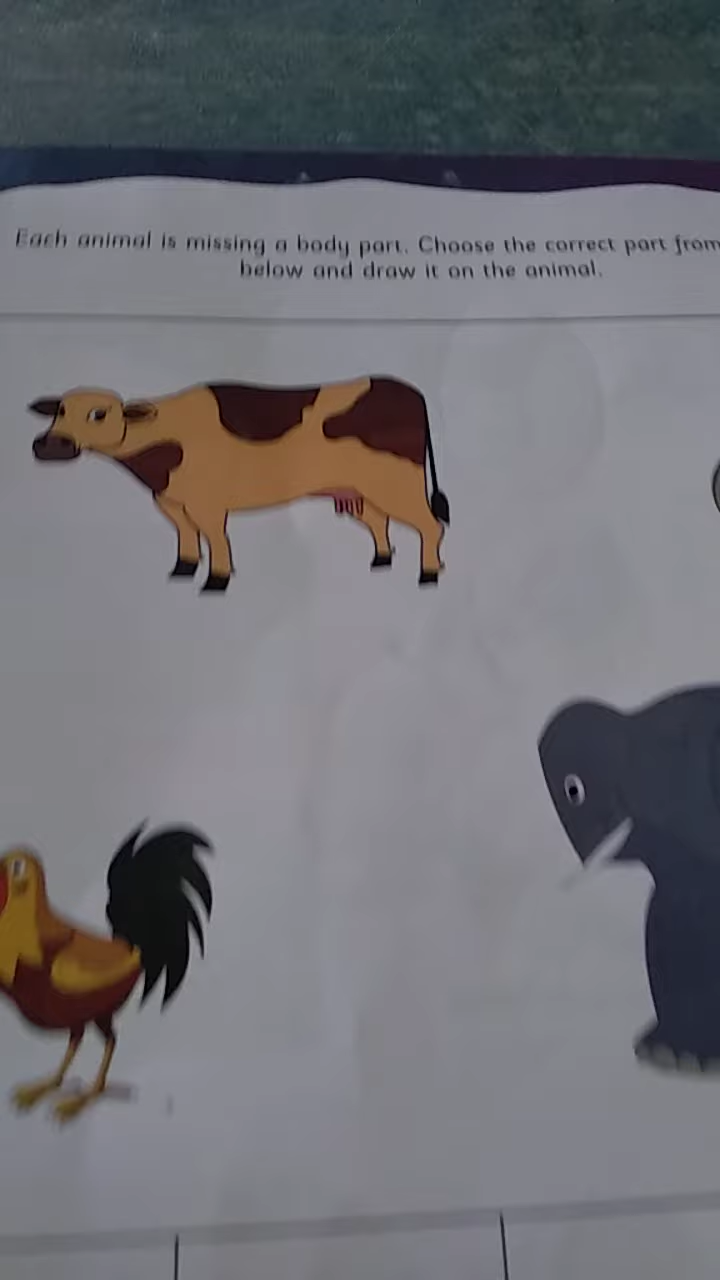 Each animal is missing a body part. Choose the correct part from
below and draw it on the animal.